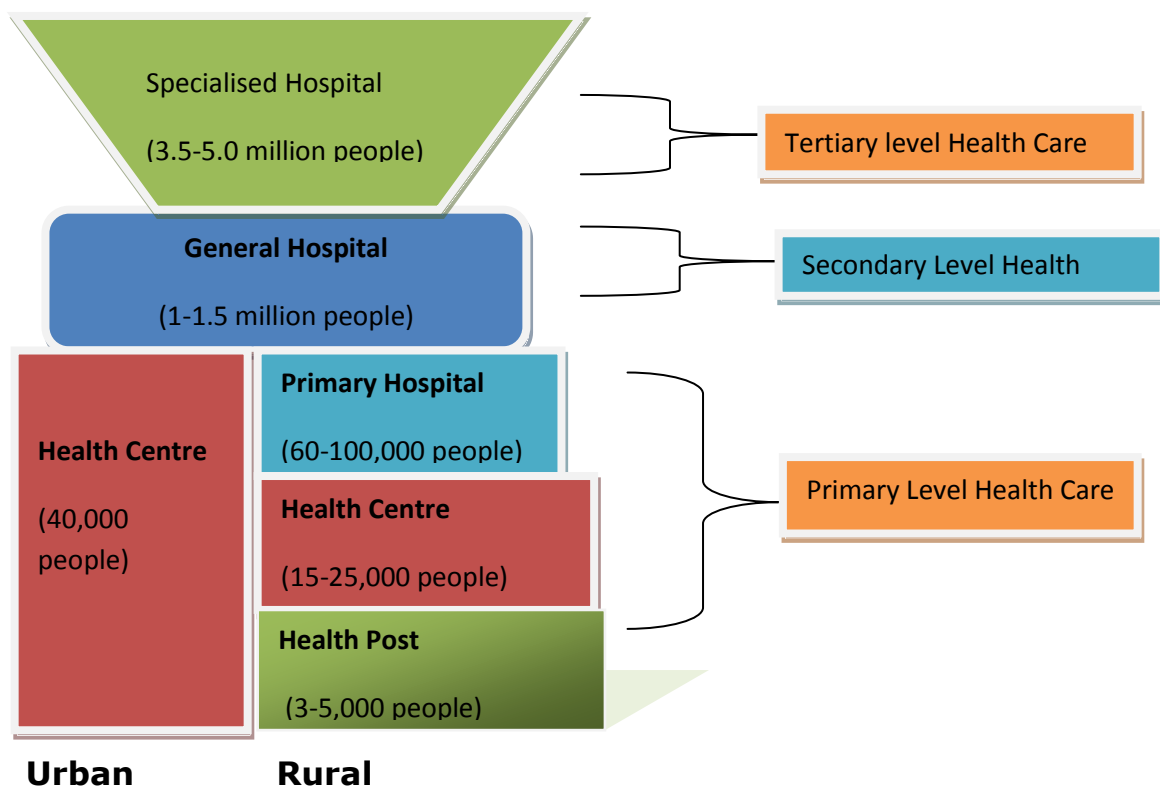 Specialised Hospital
(3.5-5.0 million people)
Tertiary level Health Care
General Hospital
(1-1.5 million people)
Secondary Level Health
Health Centre
(40,000
people)
Primary Hospital
(60-100,000 people)
Health Centre
(15-25,000 people)
Health Post
(3-5,000 people)
Primary Level Health Care
Urban
Rural